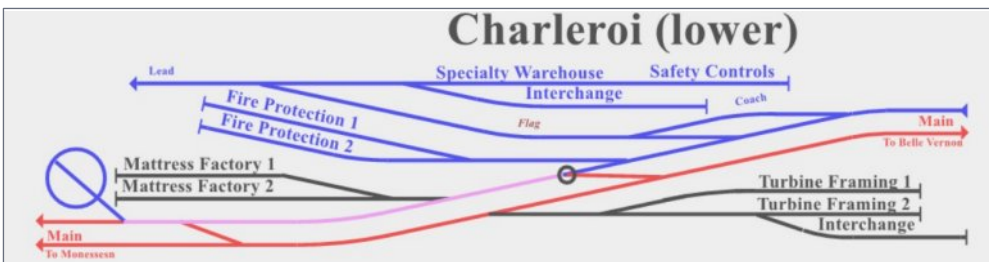 Charleroi (lower)
Lead
Specialty Warehouse
Safety Controls
Interchange
Coach
Fire Protection 1
Flag
Fire Protection 2
Main
To Belle Vernon
Mattress Factory 1
Mattress Factory 2
Turbine Framing 1
Turbine Framing 2
Interchange
Main
To Monessesn